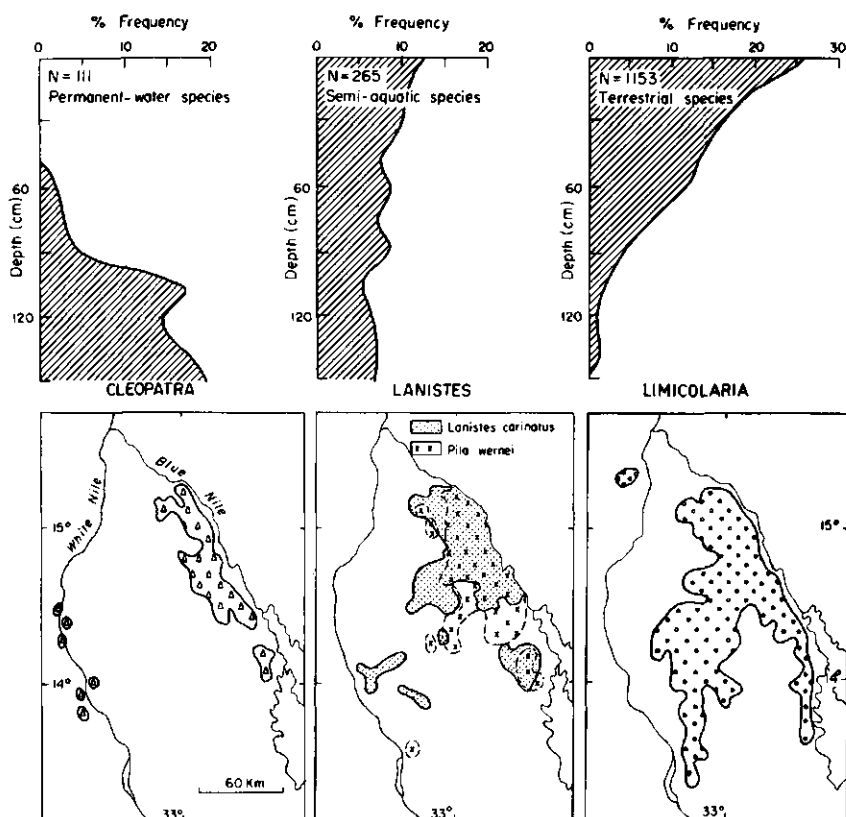 % Frequency
0 10 20
N = 111
Permanent-water species
60
120
Depth (cm)
CLEOPATRA
% Frequency
0 10 20
N = 265
Semi-aquatic species
60
120
Depth (cm)
LANISTES
% Frequency
0 10 20 30
N = 1153
Terrestrial species
60
120
Depth (cm)
LIMICOLARIA
White Nile
Blue Nile
15°
14°
60 Km
33°
Lanistes carinatus
Pila wernei
15°
4°
33°